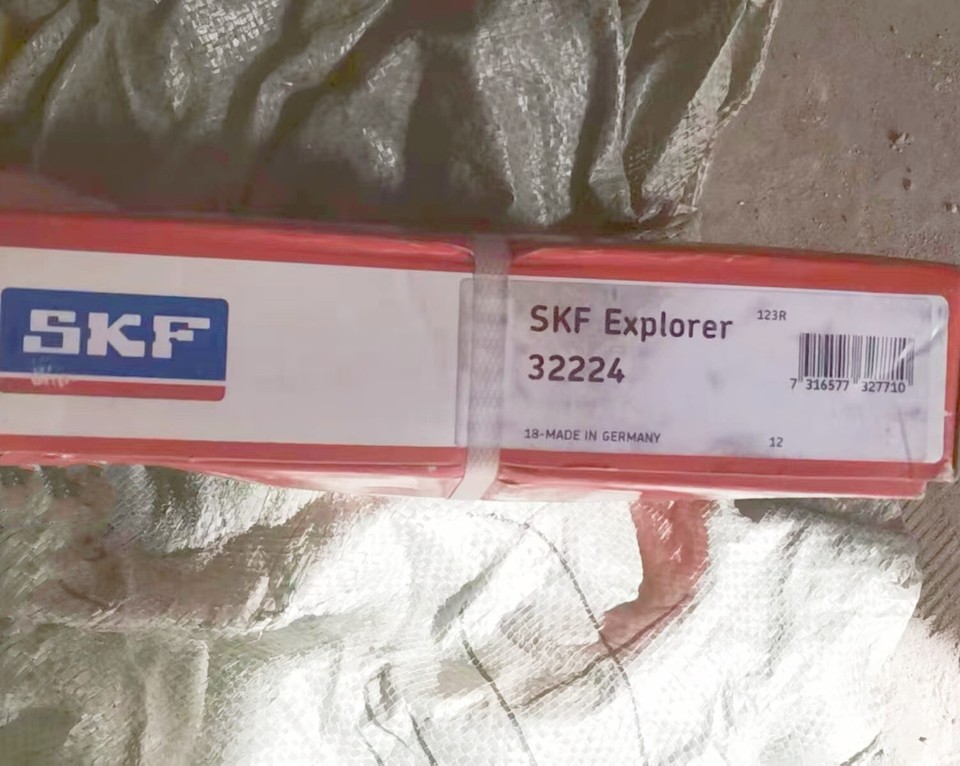 SKF
SKF Explorer
123R
32224
7 316577 327710
18-MADE IN GERMANY
12